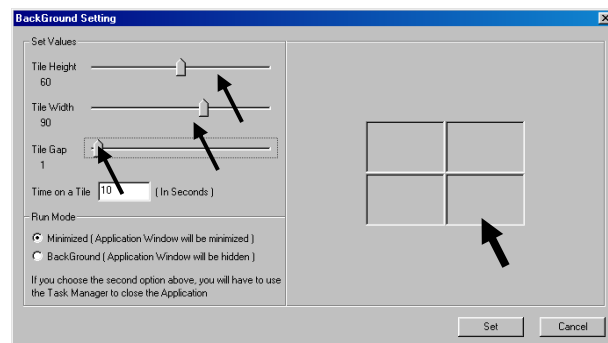 BackGround Setting
Set Values
Tile Height
60
Tile Width
90
Tile Gap
1
Time on a Tile 10 ( In Seconds )
Run Mode
Minimized ( Application Window will be minimized )
BackGround ( Application Window will be hidden )
If you choose the second option above, you will have to use
the Task Manager to close the Application
Set Cancel